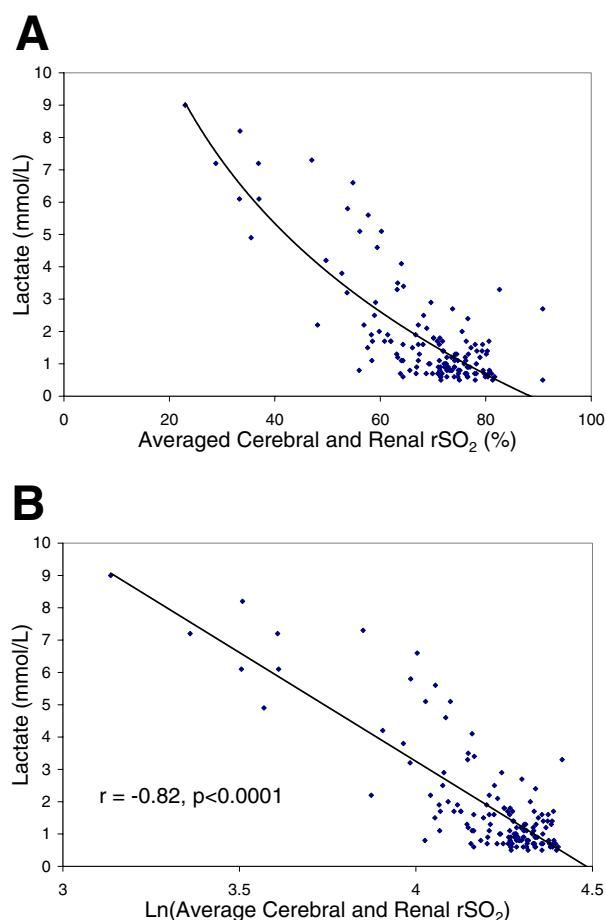 A
10
9
8
7
6
5
4
3
2
1
0
Lactate (mmol/L)
0 20 40 60 80 100
Averaged Cerebral and Renal rSO₂ (%)
B
10
9
8
7
6
5
4
3
2
1
0
Lactate (mmol/L)
r = -0.82, p<0.0001
3 3.5 4 4.5
Ln(Average Cerebral and Renal rSO₂)